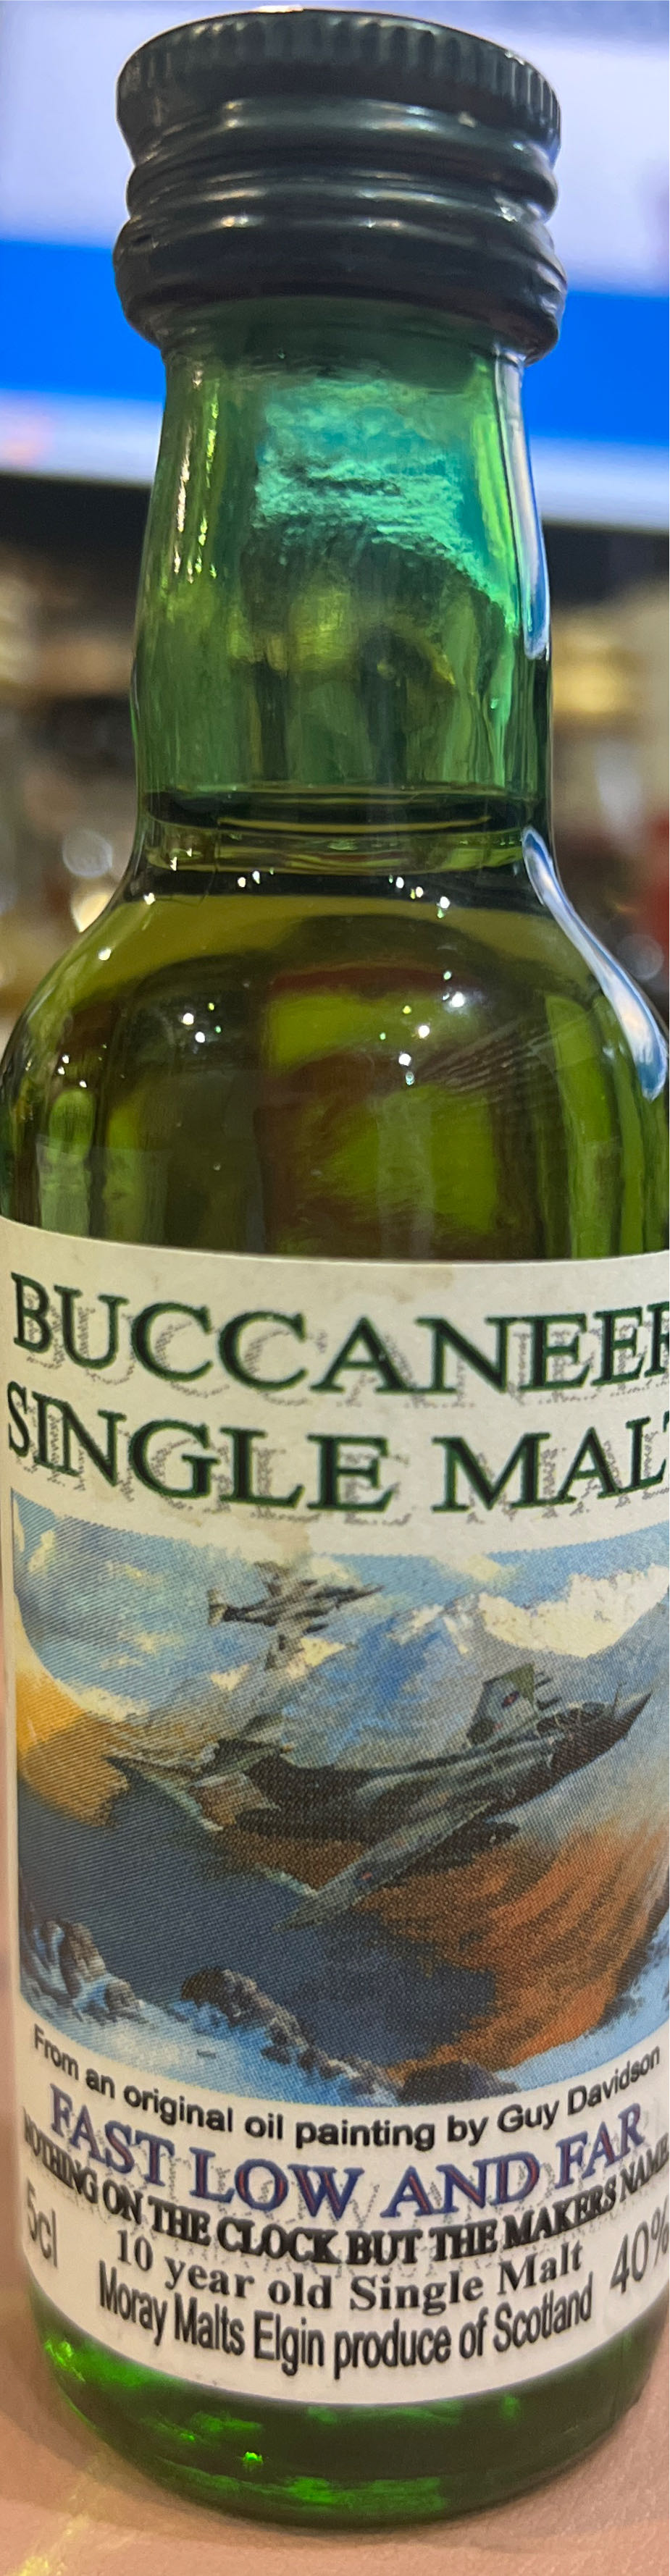 BUCCANEER
SINGLE MALT
From an original oil painting by Guy Davidson
FAST LOW AND FAR
NOTHING ON THE CLOCK BUT THE MAKERS NAME
5cl
10 year old Single Malt
40%
Moray Malts Elgin produce of Scotland